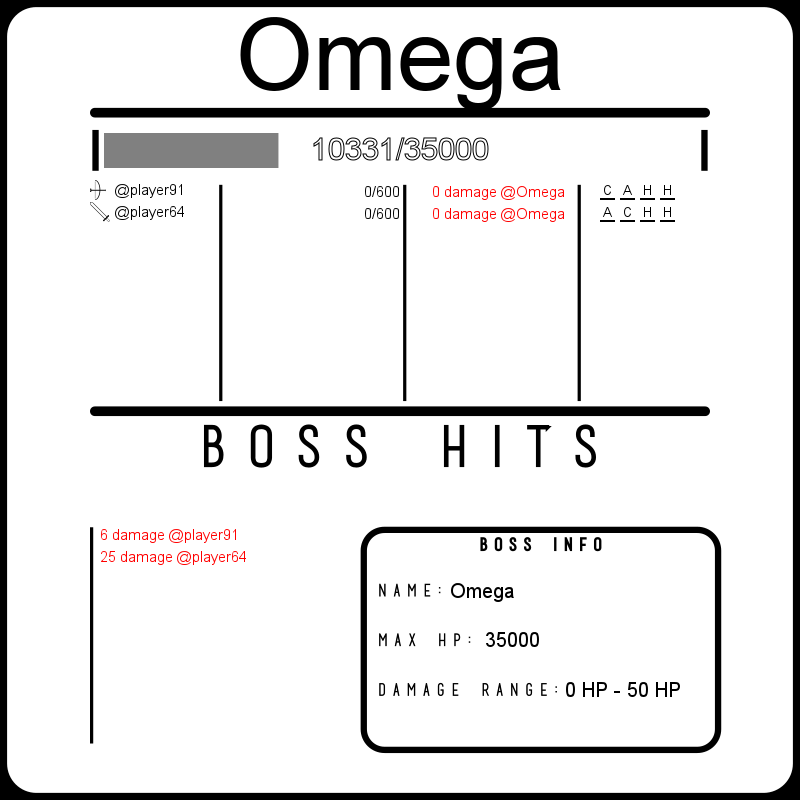 Omega
10331/35000
@player91 0/600 0 damage @Omega C A H H
@player64 0/600 0 damage @Omega A C H H
BOSS HITS
6 damage @player91
25 damage @player64
BOSS INFO
NAME: Omega
MAX HP: 35000
DAMAGE RANGE: 0 HP - 50 HP